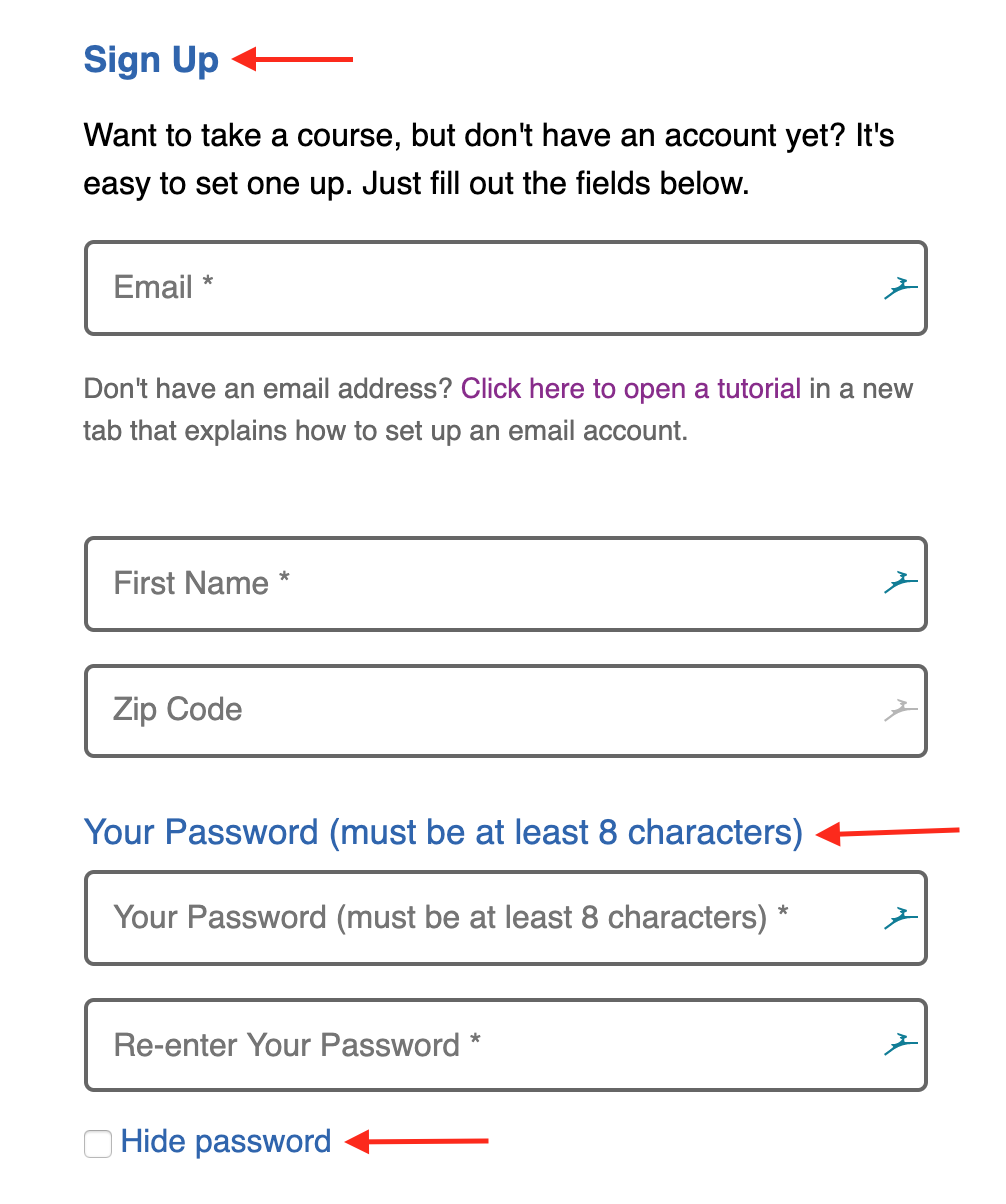 Sign Up
Want to take a course, but don't have an account yet? It's
easy to set one up. Just fill out the fields below.
Email *
Don't have an email address? Click here to open a tutorial in a new
tab that explains how to set up an email account.
First Name *
Zip Code
Your Password (must be at least 8 characters)
Your Password (must be at least 8 characters) *
Re-enter Your Password *
Hide password